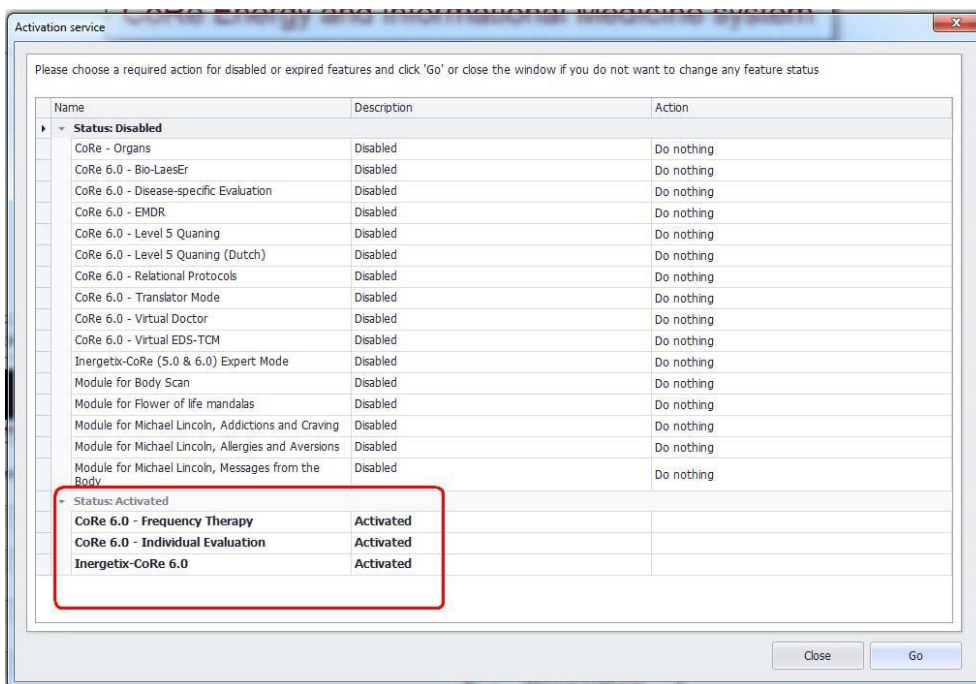 CoRe Energy and Informational Medicine system
Activation service
Please choose a required action for disabled or expired features and click 'Go' or close the window if you do not want to change any feature status
Name Description Action
Status: Disabled
CoRe - Organs Disabled Do nothing
CoRe 6.0 - Bio-LaesEr Disabled Do nothing
CoRe 6.0 - Disease-specific Evaluation Disabled Do nothing
CoRe 6.0 - EMDR Disabled Do nothing
CoRe 6.0 - Level 5 Quaning Disabled Do nothing
CoRe 6.0 - Level 5 Quaning (Dutch) Disabled Do nothing
CoRe 6.0 - Relational Protocols Disabled Do nothing
CoRe 6.0 - Translator Mode Disabled Do nothing
CoRe 6.0 - Virtual Doctor Disabled Do nothing
CoRe 6.0 - Virtual EDS-TCM Disabled Do nothing
Inergetix-CoRe (5.0 & 6.0) Expert Mode Disabled Do nothing
Module for Body Scan Disabled Do nothing
Module for Flower of life mandalas Disabled Do nothing
Module for Michael Lincoln, Addictions and Craving Disabled Do nothing
Module for Michael Lincoln, Allergies and Aversions Disabled Do nothing
Module for Michael Lincoln, Messages from the Disabled Do nothing
Body
Status: Activated
CoRe 6.0 - Frequency Therapy Activated
CoRe 6.0 - Individual Evaluation Activated
Inergetix-CoRe 6.0 Activated
Close Go